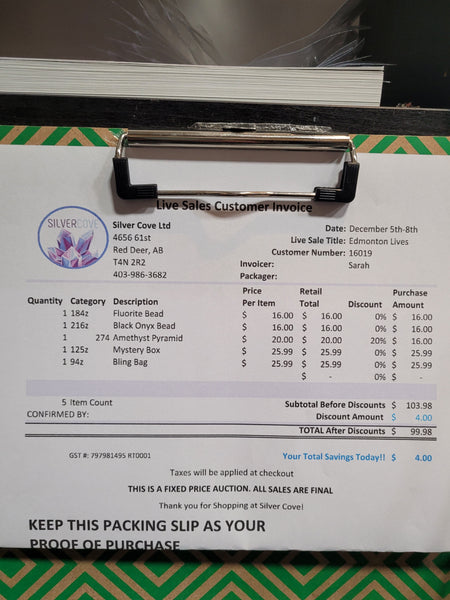 Live Sales Customer Invoice
SILVERCOVE
Silver Cove Ltd
4656 61st
Red Deer, AB
T4N 2R2
403-986-3682
Date: December 5th-8th
Live Sale Title: Edmonton Lives
Customer Number: 16019
Invoicer: Sarah
Packager:
Quantity Category Description Price Per Item Retail Total Discount Purchase Amount
1 184z Fluorite Bead $ 16.00 $ 16.00 0% $ 16.00
1 216z Black Onyx Bead $ 16.00 $ 16.00 0% $ 16.00
1 274 Amethyst Pyramid $ 20.00 $ 20.00 20% $ 16.00
1 125z Mystery Box $ 25.99 $ 25.99 0% $ 25.99
1 94z Bling Bag $ 25.99 $ 25.99 0% $ 25.99
$ - 0% $ -
5 Item Count Subtotal Before Discounts $ 103.98
CONFIRMED BY: Discount Amount $ 4.00
TOTAL After Discounts $ 99.98
GST #: 797981495 RT0001 Your Total Savings Today!! $ 4.00
Taxes will be applied at checkout
THIS IS A FIXED PRICE AUCTION. ALL SALES ARE FINAL
Thank you for Shopping at Silver Cove!
KEEP THIS PACKING SLIP AS YOUR
PROOF OF PURCHASE